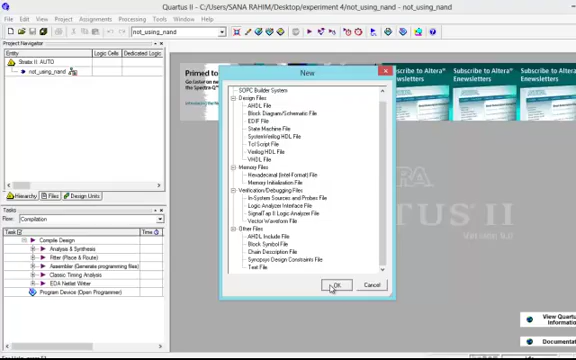 Quartus II - C:/Users/SANA RAHIM/Desktop/experiment 4/not_using_nand - not_using_nand
Edit View Project Assignments Processing Tools Window Help
not_using_nand
Project Navigator
Entity Logic Cells Dedicated Logic
Stratix II: AUTO
not_using_nand
Hierarchy Files Design Units
Tasks
Flow: Compilation
Task Time
Compile Design
Analysis & Synthesis
Fitter (Place & Route)
Assembler (Generate programming files)
Classic Timing Analysis
EDA Netlist Writer
Program Device (Open Programmer)
New
SOPC Builder System
Design Files
AHDL File
Block Diagram/Schematic File
EDIF File
State Machine File
SystemVerilog HDL File
Tcl Script File
Verilog HDL File
VHDL File
Memory Files
Hexadecimal (Intel-Format) File
Memory Initialization File
Verification/Debugging Files
In-System Sources and Probes File
Logic Analyzer Interface File
SignalTap II Logic Analyzer File
Vector Waveform File
Other Files
AHDL Include File
Block Symbol File
Chain Description File
Synopsys Design Constraints File
Text File
OK Cancel
Primed to
the Spectra-Q
Subscribe to Altera
Enewsletters
Subscribe to Altera
Enewsletters
Subscribe
Enewsletters
View Quartus
Information
Documentat